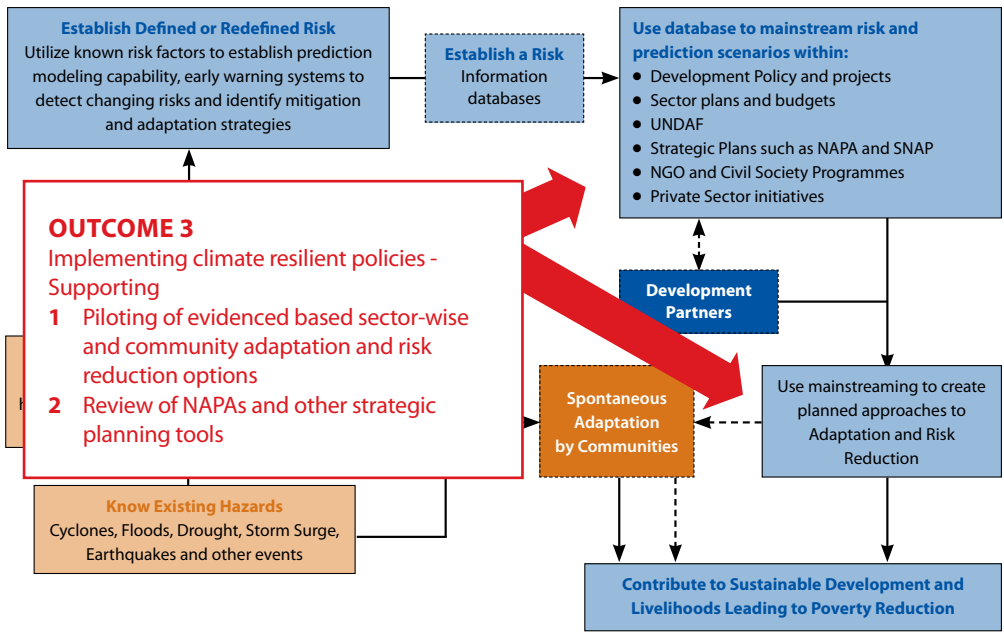 Establish Defined or Redefined Risk
Utilize known risk factors to establish prediction
modeling capability, early warning systems to
detect changing risks and identify mitigation
and adaptation strategies
Establish a Risk
Information
databases
Use database to mainstream risk and
prediction scenarios within:
• Development Policy and projects
• Sector plans and budgets
• UNDAF
• Strategic Plans such as NAPA and SNAP
• NGO and Civil Society Programmes
• Private Sector initiatives
OUTCOME 3
Implementing climate resilient policies -
Supporting
1 Piloting of evidenced based sector-wise
and community adaptation and risk
reduction options
2 Review of NAPAs and other strategic
planning tools
Development
Partners
Spontaneous
Adaptation
by Communities
Use mainstreaming to create
planned approaches to
Adaptation and Risk
Reduction
Know Existing Hazards
Cyclones, Floods, Drought, Storm Surge,
Earthquakes and other events
Contribute to Sustainable Development and
Livelihoods Leading to Poverty Reduction